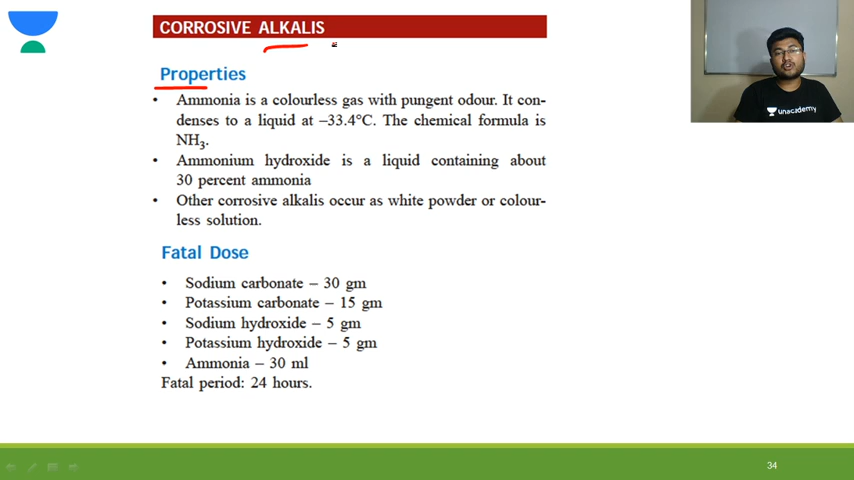 CORROSIVE ALKALIS
Properties
• Ammonia is a colourless gas with pungent odour. It con-
denses to a liquid at –33.4°C. The chemical formula is
NH₃.
• Ammonium hydroxide is a liquid containing about
30 percent ammonia
• Other corrosive alkalis occur as white powder or colour-
less solution.
Fatal Dose
• Sodium carbonate – 30 gm
• Potassium carbonate – 15 gm
• Sodium hydroxide – 5 gm
• Potassium hydroxide – 5 gm
• Ammonia – 30 ml
Fatal period: 24 hours.
unacademy
34